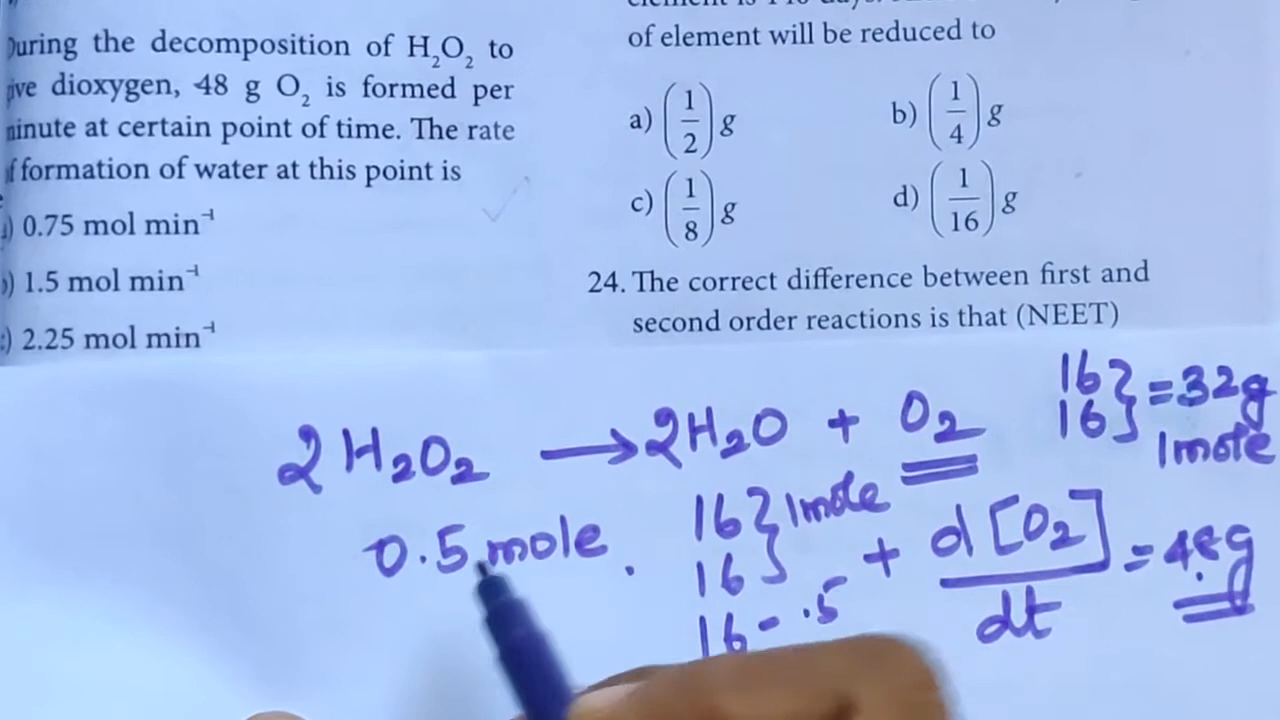 During the decomposition of H₂O₂ to
give dioxygen, 48 g O₂ is formed per
minute at certain point of time. The rate
of formation of water at this point is
0.75 mol min⁻¹
1.5 mol min⁻¹
2.25 mol min⁻¹
of element will be reduced to
a) (1/2) g
b) (1/4) g
c) (1/8) g
d) (1/16) g
24. The correct difference between first and
second order reactions is that (NEET)
2H₂O₂ → 2H₂O + O₂
16} = 32g
16} 1mole
0.5 mole.
16} 1mole
16}
16 - .5
+ d[O₂]/dt = 48g